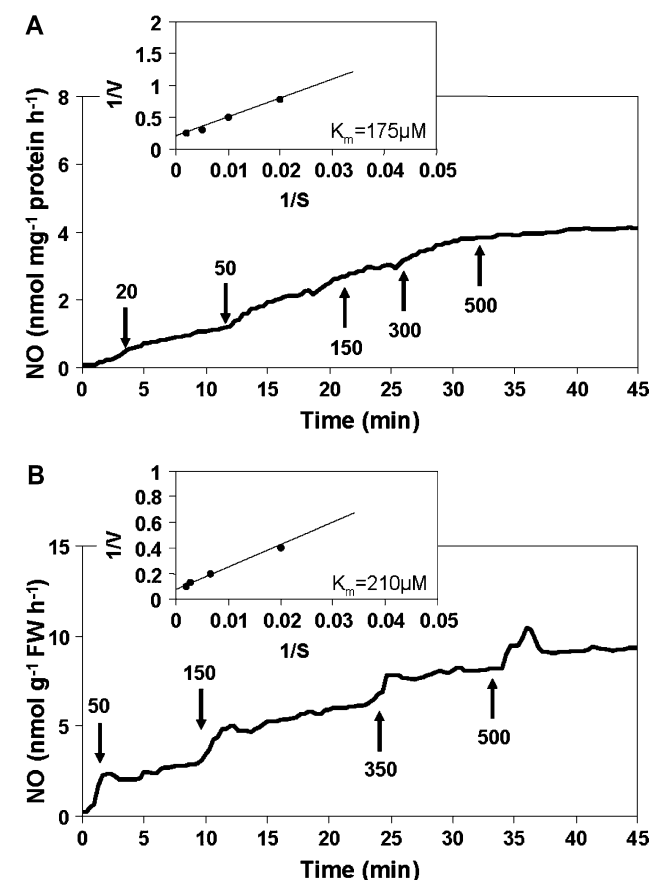 A
NO (nmol mg⁻¹ protein h⁻¹)
8
6
4
2
0
1/V
2
1.5
1
0.5
0
Kₘ=175µM
0 0.01 0.02 0.03 0.04 0.05
1/S
20
50
150
300
500
0 5 10 15 20 25 30 35 40 45
Time (min)
B
NO (nmol g⁻¹ FW h⁻¹)
15
10
5
0
1/V
1
0.8
0.6
0.4
0.2
0
Kₘ=210µM
0 0.01 0.02 0.03 0.04 0.05
1/S
50
150
350
500
0 5 10 15 20 25 30 35 40 45
Time (min)